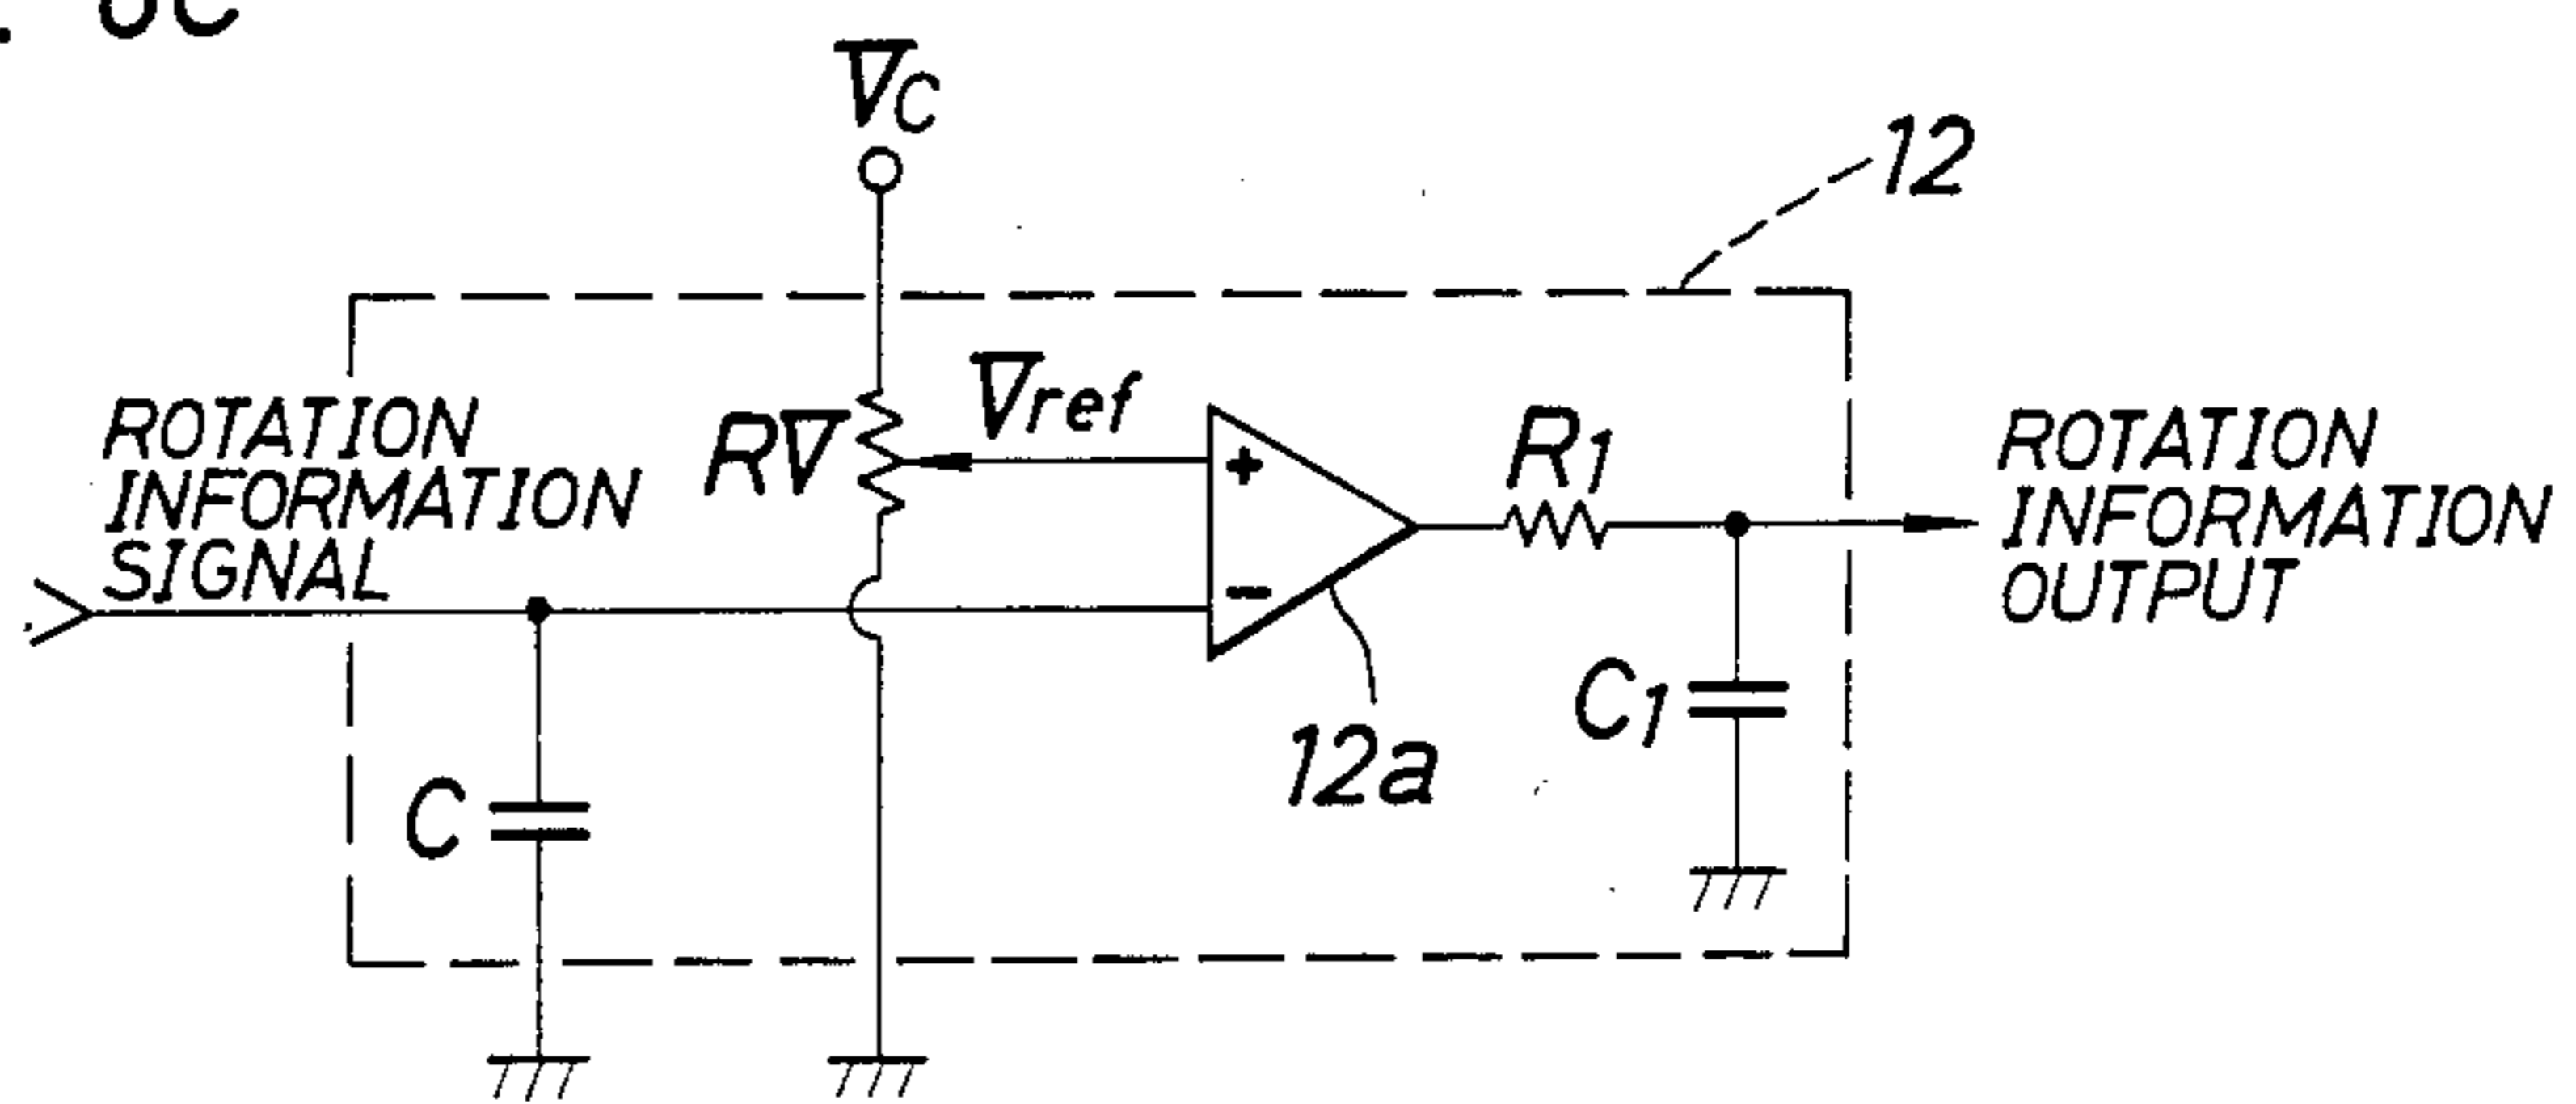 VC
12
ROTATION
INFORMATION
SIGNAL
RV
Vref
+
−
R1
ROTATION
INFORMATION
OUTPUT
C1
12a
C